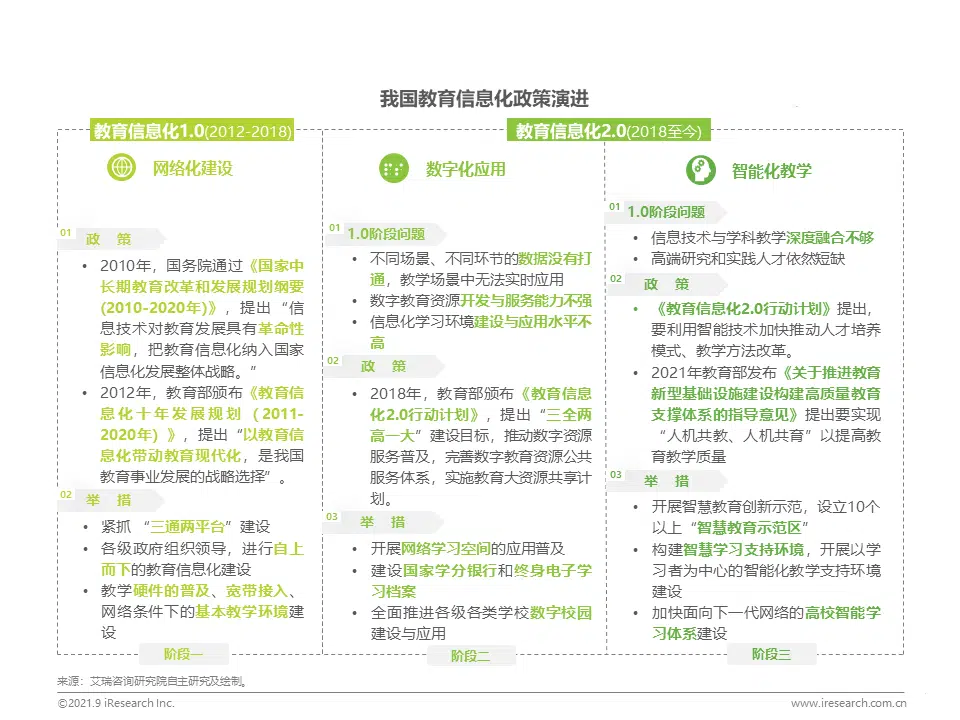 我国教育信息化政策演进
教育信息化1.0(2012-2018)
网络化建设
01
政 策
• 2010年，国务院通过《国家中
长期教育改革和发展规划纲要
(2010-2020年)》，提出“信
息技术对教育发展具有革命性
影响，把教育信息化纳入国家
信息化发展整体战略。”
• 2012年，教育部颁布《教育信
息化十年发展规划（2011-
2020年）》，提出“以教育信
息化带动教育现代化，是我国
教育事业发展的战略选择”。
02
举 措
• 紧抓 “三通两平台”建设
• 各级政府组织领导，进行自上
而下的教育信息化建设
• 教学硬件的普及、宽带接入、
网络条件下的基本教学环境建
设
阶段一
教育信息化2.0(2018至今)
数字化应用
01
1.0阶段问题
• 不同场景、不同环节的数据没有打
通，教学场景中无法实时应用
• 数字教育资源开发与服务能力不强
• 信息化学习环境建设与应用水平不
高
02
政 策
• 2018年，教育部颁布《教育信息
化2.0行动计划》，提出“三全两
高一大”建设目标，推动数字资源
服务普及，完善数字教育资源公共
服务体系，实施教育大资源共享计
划。
03
举 措
• 开展网络学习空间的应用普及
• 建设国家学分银行和终身电子学
习档案
• 全面推进各级各类学校数字校园
建设与应用
阶段二
智能化教学
01
1.0阶段问题
• 信息技术与学科教学深度融合不够
• 高端研究和实践人才依然短缺
02
政 策
• 《教育信息化2.0行动计划》提出，
要利用智能技术加快推动人才培养
模式、教学方法改革。
• 2021年教育部发布《关于推进教育
新型基础设施建设构建高质量教育
支撑体系的指导意见》提出要实现
“人机共教、人机共育”以提高教
育教学质量
03
举 措
• 开展智慧教育创新示范，设立10个
以上“智慧教育示范区”
• 构建智慧学习支持环境，开展以学
习者为中心的智能化教学支持环境
建设
• 加快面向下一代网络的高校智能学
习体系建设
阶段三
来源：艾瑞咨询研究院自主研究及绘制。
©2021.9 iResearch Inc.
www.iresearch.com.cn